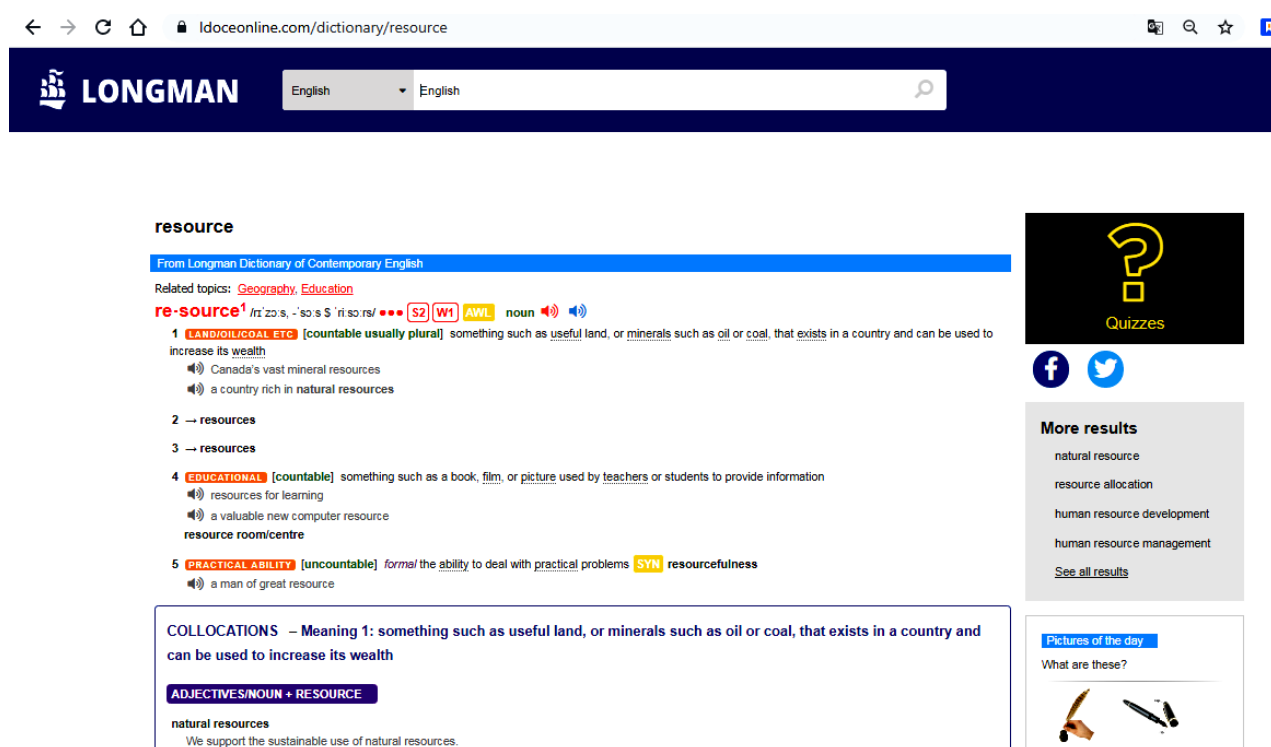 ldoceonline.com/dictionary/resource
LONGMAN
English
English
resource
From Longman Dictionary of Contemporary English
Related topics: Geography, Education
re‧source1 /rɪˈzɔːs, -ˈsɔːs $ ˈriːsɔːrs/ ●●● S2 W1 AWL noun
1 LAND/OIL/COAL ETC [countable usually plural] something such as useful land, or minerals such as oil or coal, that exists in a country and can be used to
increase its wealth
Canada's vast mineral resources
a country rich in natural resources
2 → resources
3 → resources
4 EDUCATIONAL [countable] something such as a book, film, or picture used by teachers or students to provide information
resources for learning
a valuable new computer resource
resource room/centre
5 PRACTICAL ABILITY [uncountable] formal the ability to deal with practical problems SYN resourcefulness
a man of great resource
COLLOCATIONS – Meaning 1: something such as useful land, or minerals such as oil or coal, that exists in a country and
can be used to increase its wealth
ADJECTIVES/NOUN + RESOURCE
natural resources
We support the sustainable use of natural resources.
?
Quizzes
More results
natural resource
resource allocation
human resource development
human resource management
See all results
Pictures of the day
What are these?